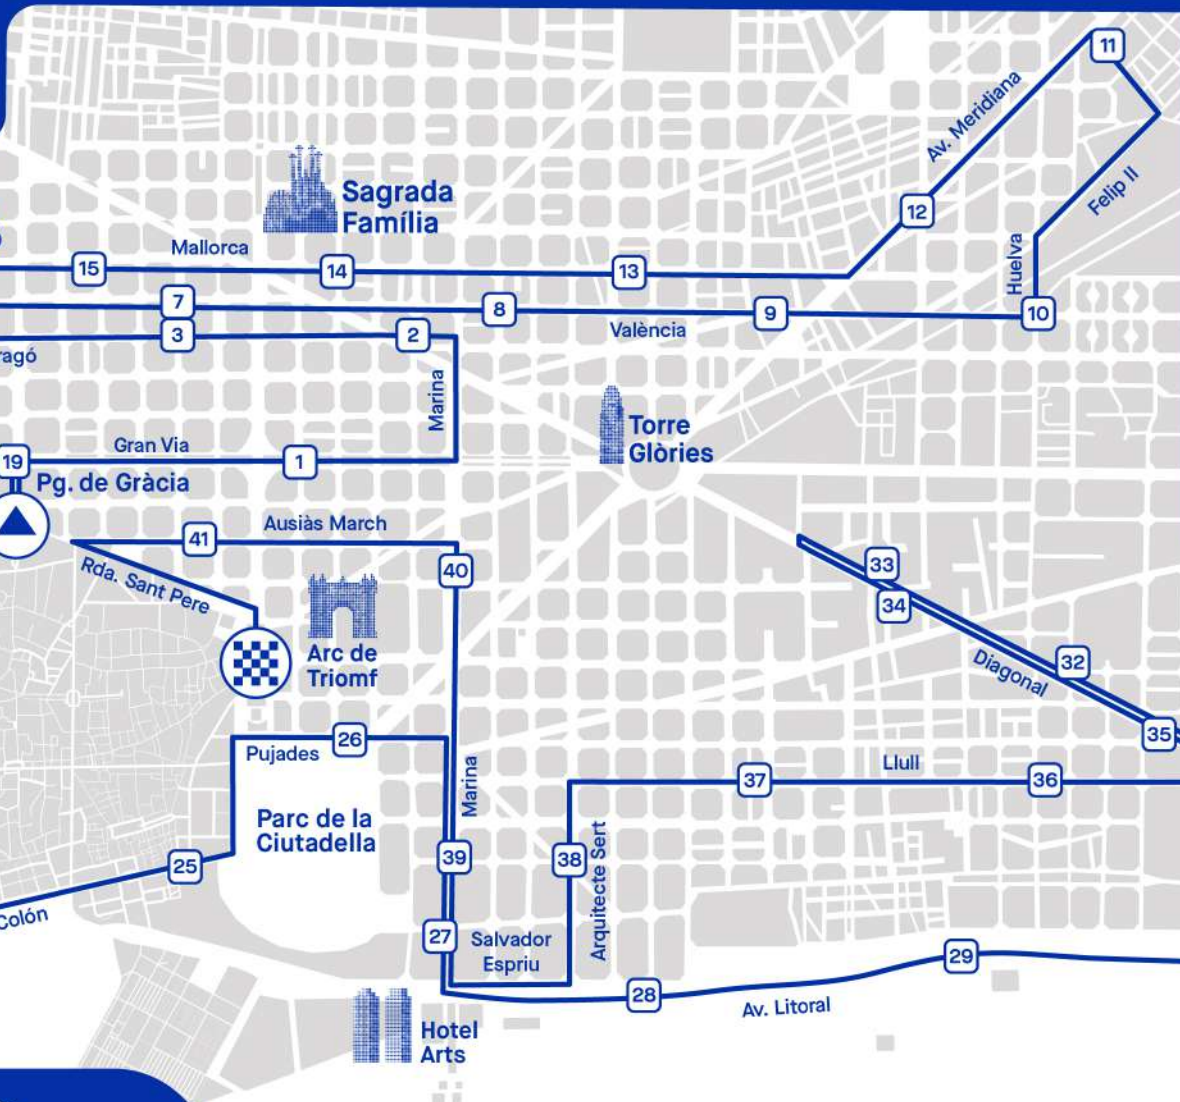 11
Av. Meridiana
12
Felip II
Sagrada
Família
Mallorca
Huelva
15
14
13
7
8
9
10
València
3
2
ragó
Marina
Torre
Glòries
Gran Via
19
1
Pg. de Gràcia
Ausiàs March
41
40
33
Rda. Sant Pere
34
Arc de
Triomf
32
Diagonal
35
26
Pujades
Llull
37
36
Marina
Parc de la
Ciutadella
39
38
Arquitecte Sert
25
Colón
27
Salvador
Espriu
29
28
Av. Litoral
Hotel
Arts